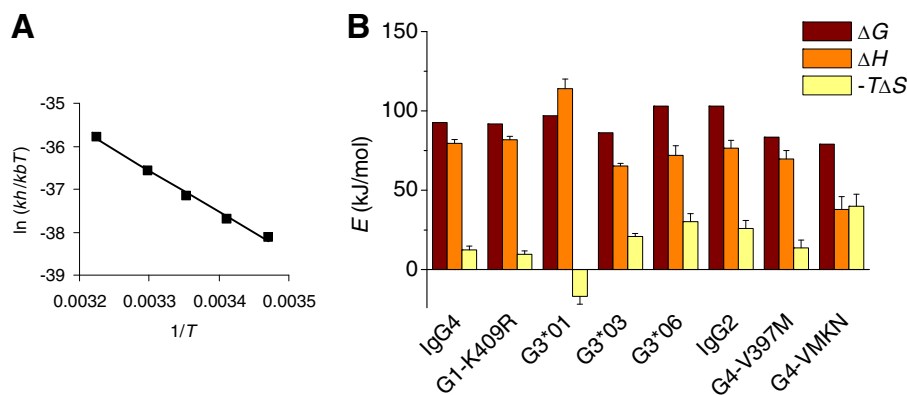 A
ln (kh/kbT)
-35
-36
-37
-38
-39
0.0032 0.0033 0.0034 0.0035
1/T
B
E (kJ/mol)
150
100
50
0
ΔG
ΔH
-TΔS
IgG4
G1-K409R
G3*01
G3*03
G3*06
IgG2
G4-V397M
G4-VMKN